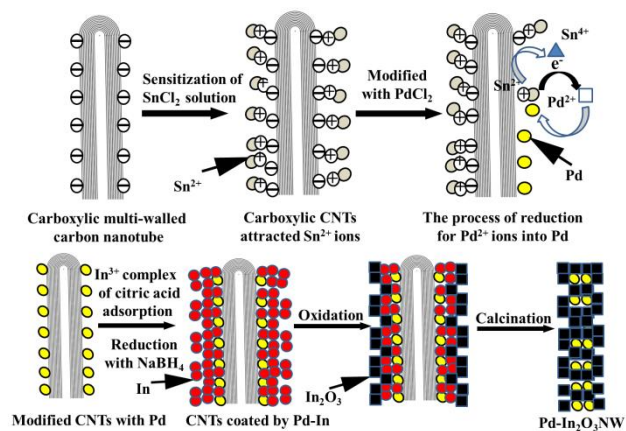 Sensitization of
SnCl2 solution
Sn2+
Modified
with PdCl2
Sn4+
e-
Sn2+
Pd2+
Pd
Carboxylic multi-walled
carbon nanotube
Carboxylic CNTs
attracted Sn2+ ions
The process of reduction
for Pd2+ ions into Pd
In3+ complex
of citric acid
adsorption
Reduction
with NaBH4
In
Oxidation
In2O3
Calcination
Modified CNTs with Pd
CNTs coated by Pd-In
Pd-In2O3NW